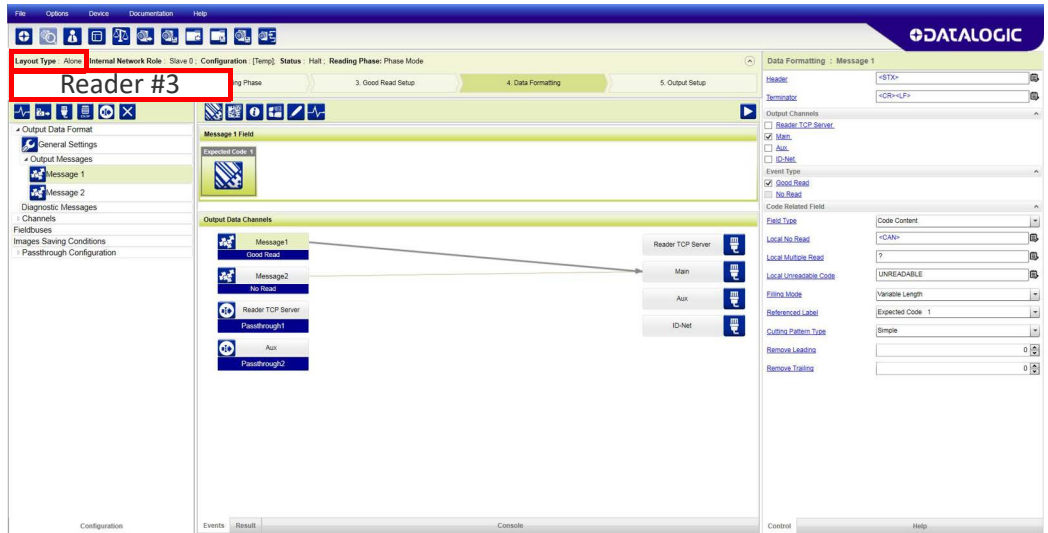 File Options Device Documentation Help
DATALOGIC
Layout Type : Alone Internal Network Role : Slave 0 ; Configuration : [Temp]; Status : Halt ; Reading Phase: Phase Mode
Reader #3
ng Phase
3. Good Read Setup
4. Data Formatting
5. Output Setup
Output Data Format
General Settings
Output Messages
Message 1
Message 2
Diagnostic Messages
Channels
Fieldbuses
Images Saving Conditions
Passthrough Configuration
Configuration
Message 1 Field
Expected Code 1
Output Data Channels
Message1
Good Read
Message2
No Read
Reader TCP Server
Passthrough1
Aux
Passthrough2
Reader TCP Server
Main
Aux
ID-Net
Events Result Console
Data Formatting : Message 1
Header <STX>
Terminator <CR><LF>
Output Channels
Reader TCP Server
Main
Aux
ID-Net
Event Type
Good Read
No Read
Code Related Field
Field Type Code Content
Local No Read <CAN>
Local Multiple Read ?
Local Unreadable Code UNREADABLE
Filling Mode Variable Length
Referenced Label Expected Code 1
Cutting Pattern Type Simple
Remove Leading 0
Remove Trailing 0
Control Help